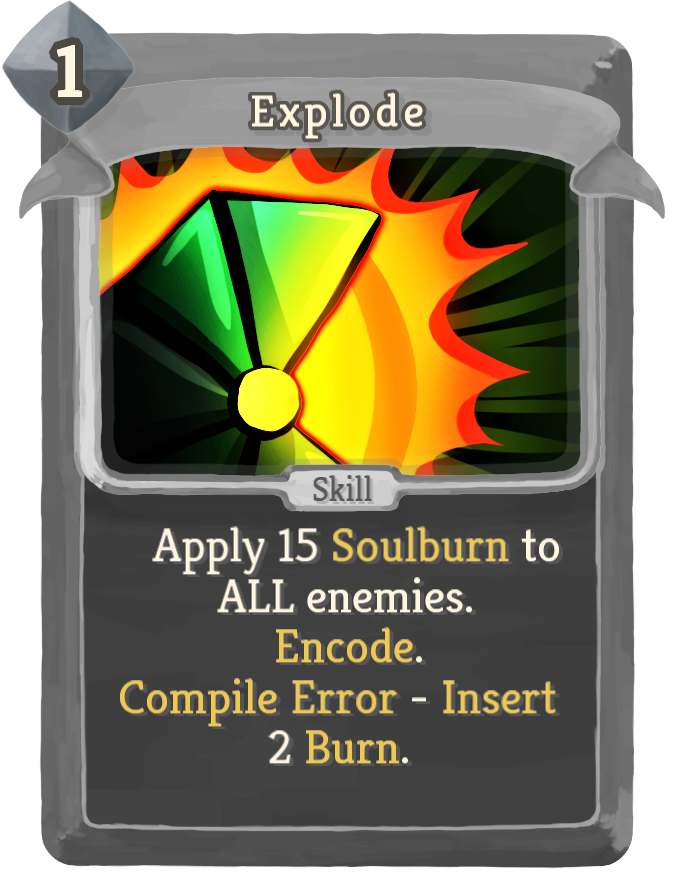 1
Explode
Skill
Apply 15 Soulburn to
ALL enemies.
Encode.
Compile Error - Insert
2 Burn.